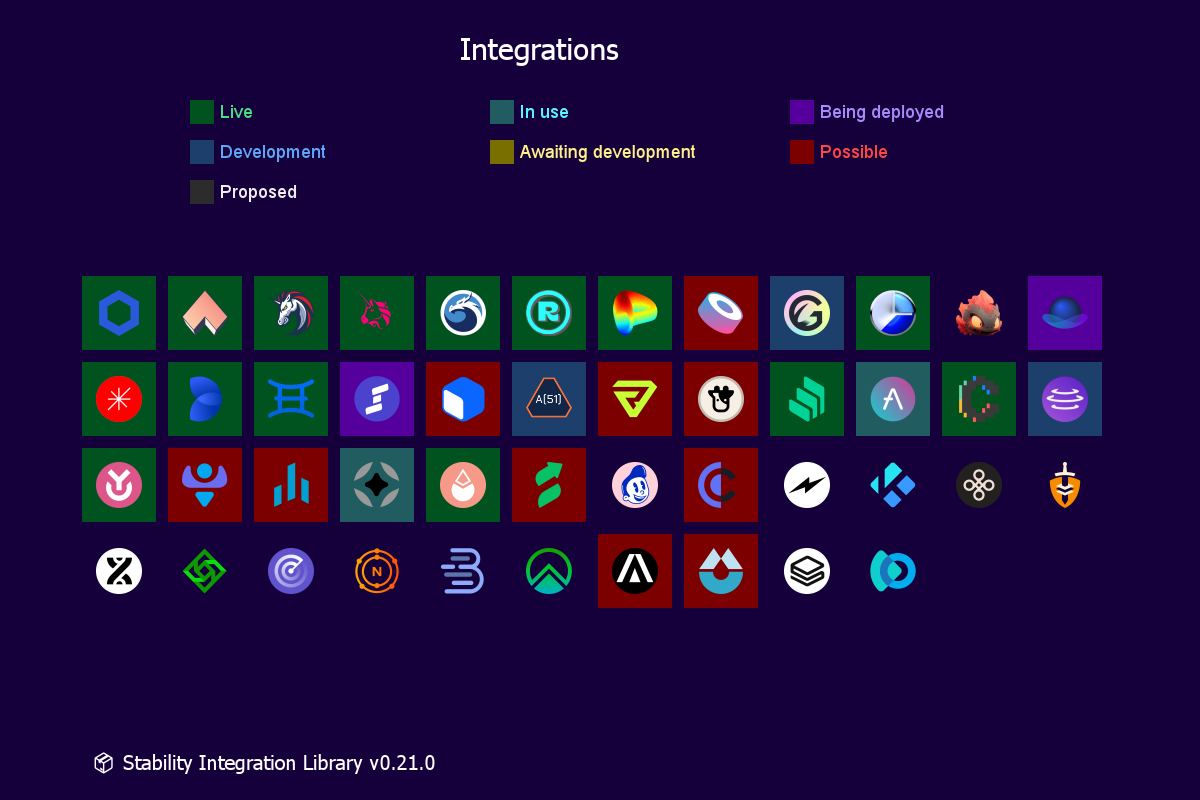 Integrations
Live
In use
Being deployed
Development
Awaiting development
Possible
Proposed
R
A[51]
N
Stability Integration Library v0.21.0